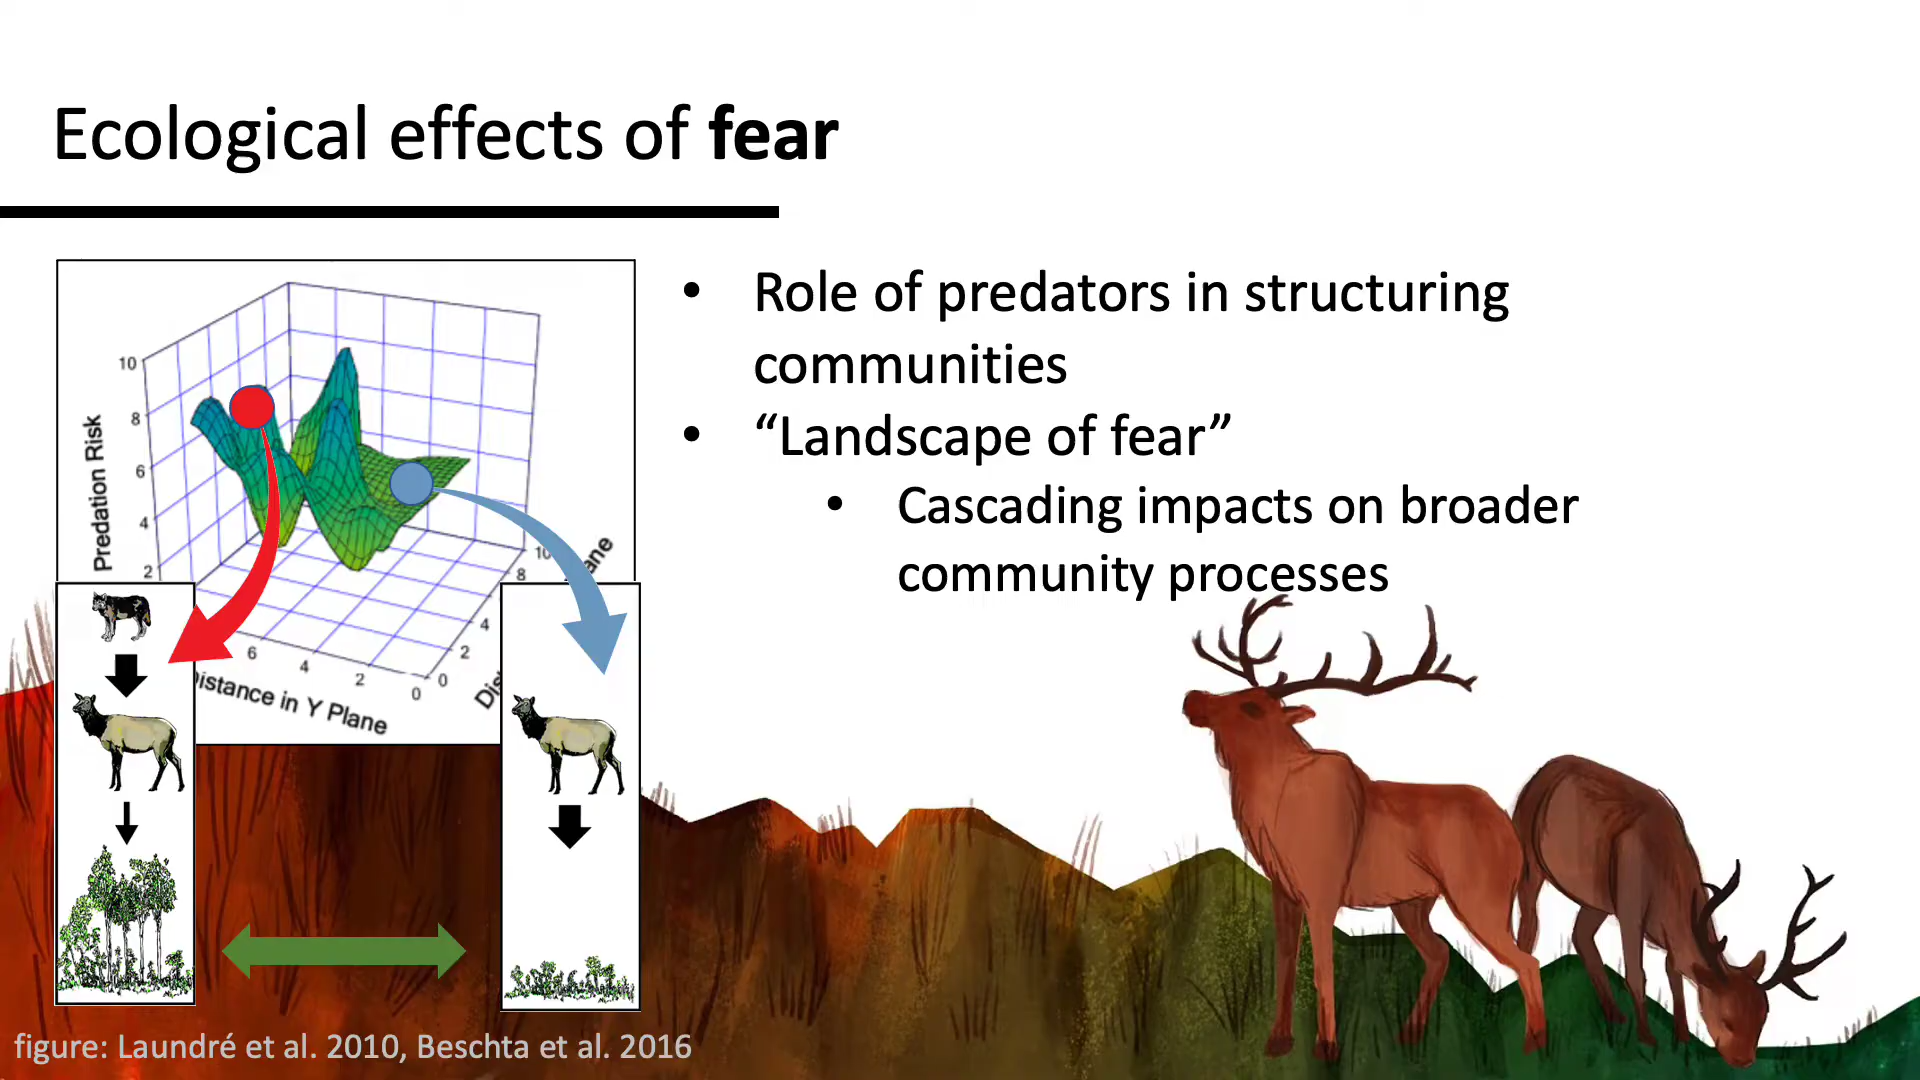 Ecological effects of fear
• Role of predators in structuring
communities
• “Landscape of fear”
• Cascading impacts on broader
community processes
Predation Risk
10
8
6
4
2
10
8
4
2
0
6
4
2
0
Distance in Y Plane
figure: Laundré et al. 2010, Beschta et al. 2016